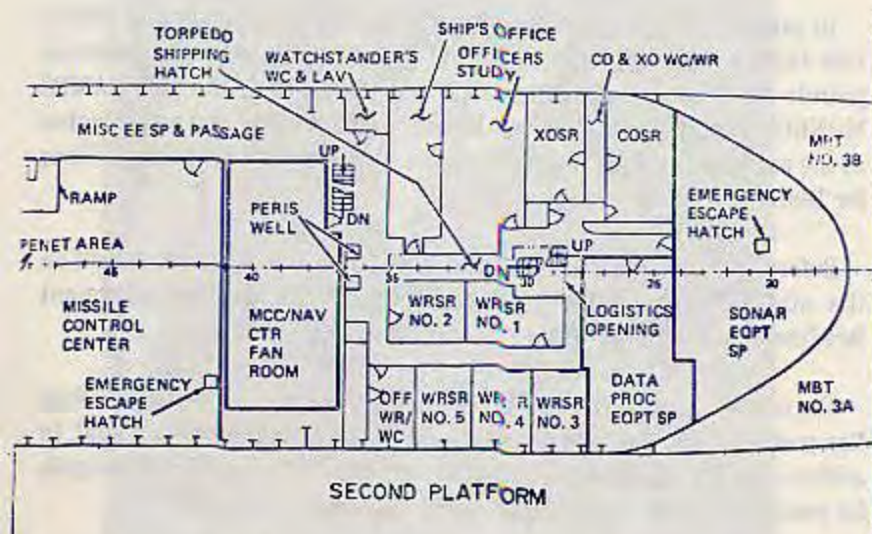 TORPEDO
SHIPPING
HATCH
WATCHSTANDER'S
WC & LAV
SHIP'S OFFICE
OFFICERS
STUDY
CO & XO WC/WR
MISC EE SP & PASSAGE
UP
XOSR
COSR
MBT
NO. 3B
RAMP
PERIS
WELL
DN
EMERGENCY
ESCAPE
HATCH
PENET AREA
45
40
35
DN
30
UP
25
20
MISSILE
CONTROL
CENTER
MCC/NAV
CTR
FAN
ROOM
WRSR
NO. 2
WRSR
NO. 1
LOGISTICS
OPENING
SONAR
EQPT
SP
EMERGENCY
ESCAPE
HATCH
OFF
WR/
WC
WRSR
NO. 5
NO. 4
WRSR
NO. 3
DATA
PROC
EQPT SP
MBT
NO. 3A
SECOND PLATFORM